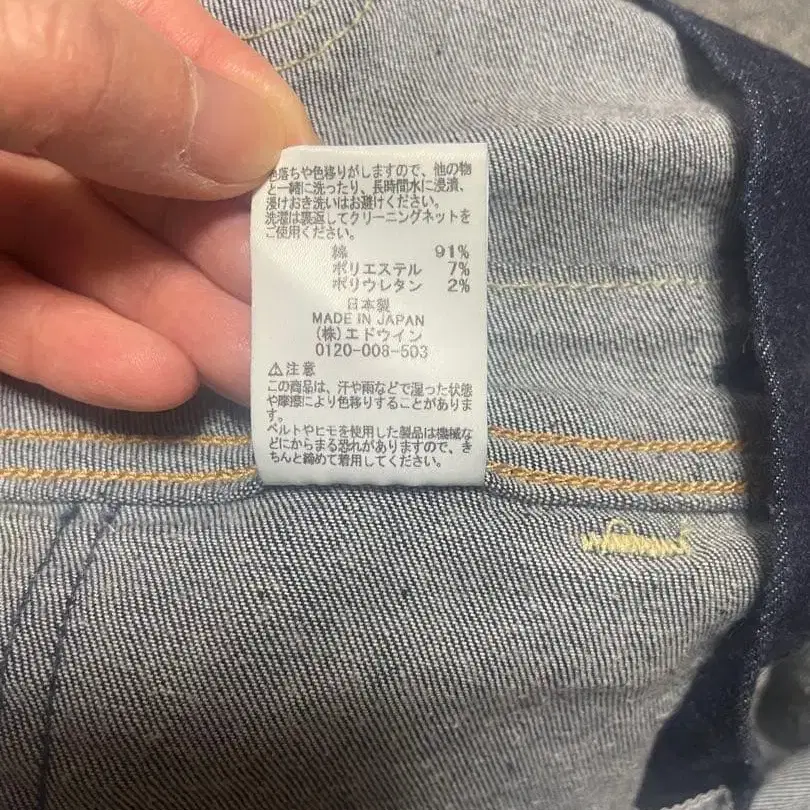 色落ちや色移りがしますので、他の物
と一緒に洗ったり、長時間水に浸漬、
浸けおき洗いはお避けください。
洗濯は裏返してクリーニングネットを
ご使用ください。
綿 91%
ポリエステル 7%
ポリウレタン 2%
日本製
MADE IN JAPAN
(株)エドウイン
0120-008-503
⚠注意
この商品は、汗や雨などで湿った状態
や摩擦により色移りすることがありま
す。
ベルトやヒモを使用した製品は機械な
どにからまる恐れがありますので、き
ちんと締めて着用してください。